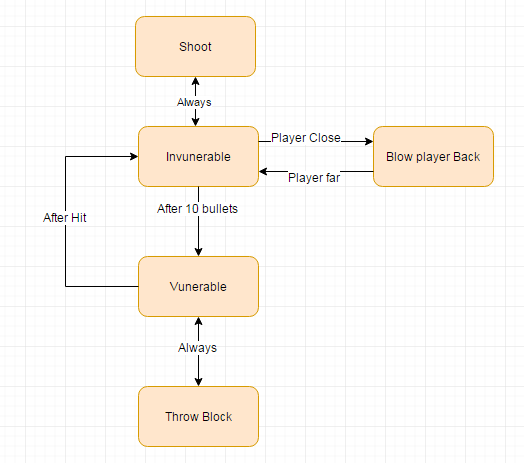 Shoot
Always
Invunerable
Player Close
Blow player Back
Player far
After 10 bullets
After Hit
Vunerable
Always
Throw Block